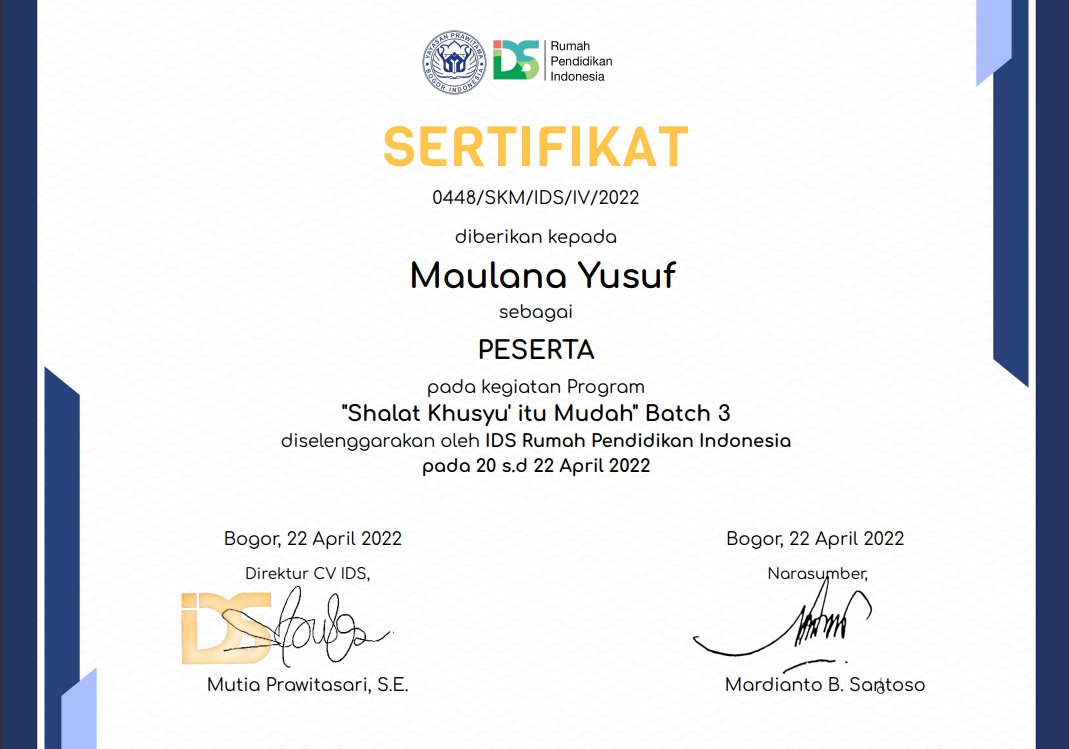 YAYASAN PRAWITAMA
BOGOR INDONESIA
iDS
Rumah
Pendidikan
Indonesia
SERTIFIKAT
0448/SKM/IDS/IV/2022
diberikan kepada
Maulana Yusuf
sebagai
PESERTA
pada kegiatan Program
"Shalat Khusyu' itu Mudah" Batch 3
diselenggarakan oleh IDS Rumah Pendidikan Indonesia
pada 20 s.d 22 April 2022
Bogor, 22 April 2022
Direktur CV IDS,
iDS
Mutia Prawitasari, S.E.
Bogor, 22 April 2022
Narasumber,
Mardianto B. Santoso